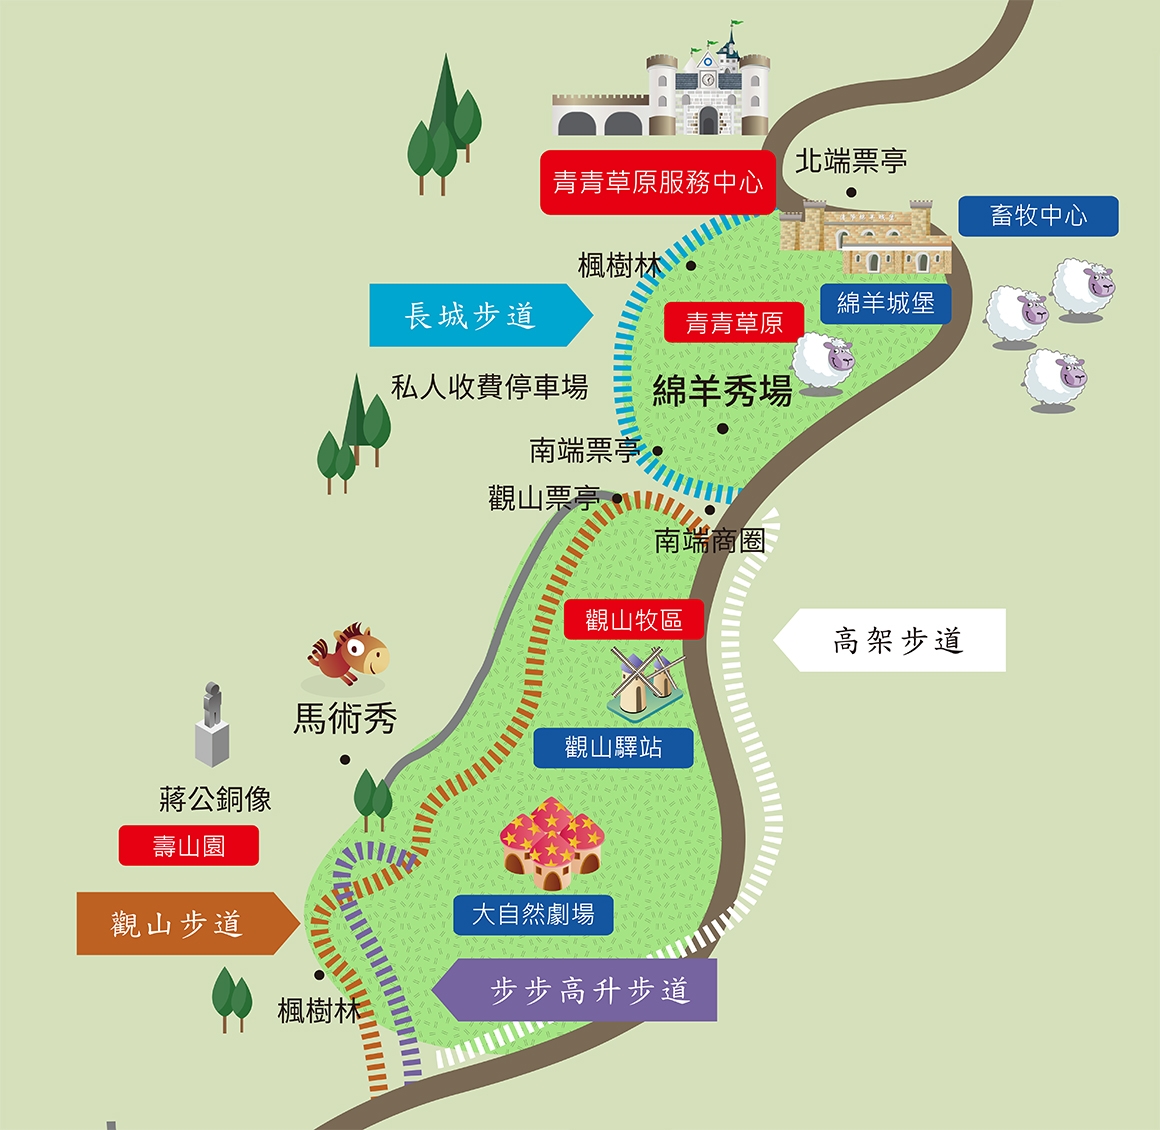 北端票亭
青青草原服務中心
畜牧中心
楓樹林
綿羊城堡
長城步道
青青草原
私人收費停車場
綿羊秀場
南端票亭
觀山票亭
南端商圈
觀山牧區
高架步道
馬術秀
觀山驛站
蔣公銅像
壽山園
大自然劇場
觀山步道
步步高升步道
楓樹林